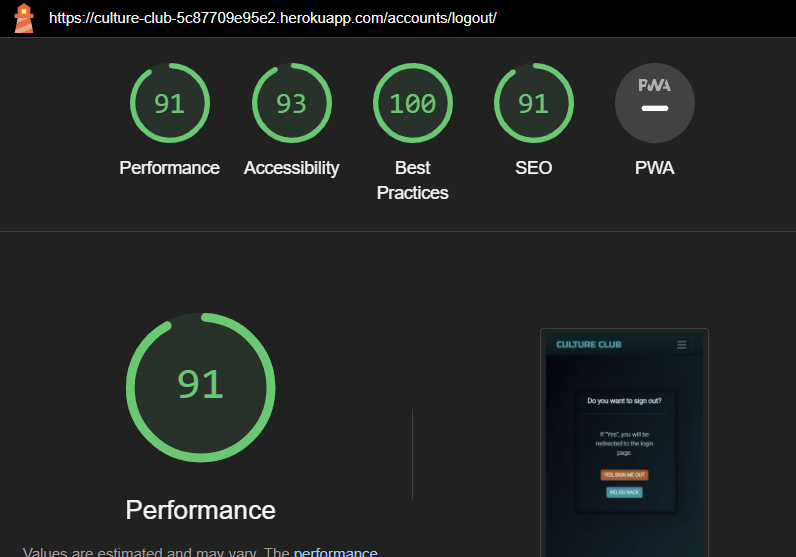 https://culture-club-5c87709e95e2.herokuapp.com/accounts/logout/
91
93
100
91
PWA
Performance
Accessibility
Best
Practices
SEO
PWA
91
Performance
Values are estimated and may vary. The performance
CULTURE CLUB
Do you want to sign out?
If "Yes", you will be
redirected to the login
page.
YES, SIGN ME OUT
NO, GO BACK